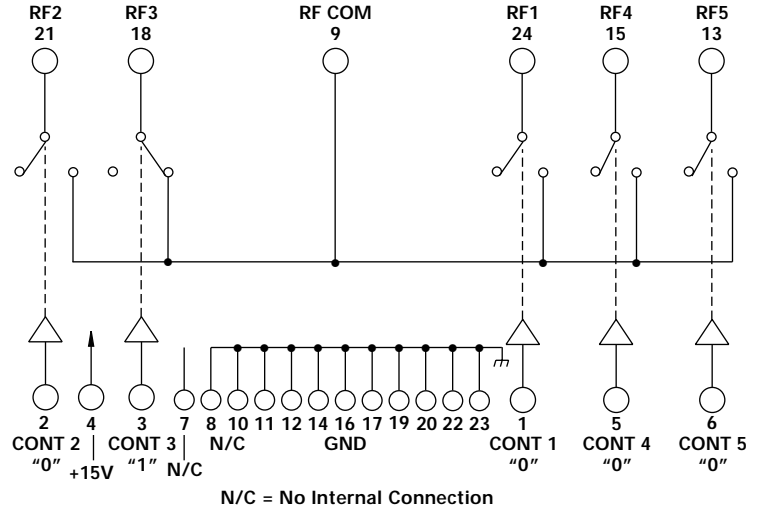 RF2 RF3 RF COM RF1 RF4 RF5
21 18 9 24 15 13
2 4 3 7 8 10 11 12 14 16 17 19 20 22 23 1 5 6
CONT 2 CONT 3 N/C GND CONT 1 CONT 4 CONT 5
“0” +15V “1” N/C “0” “0” “0”
N/C = No Internal Connection